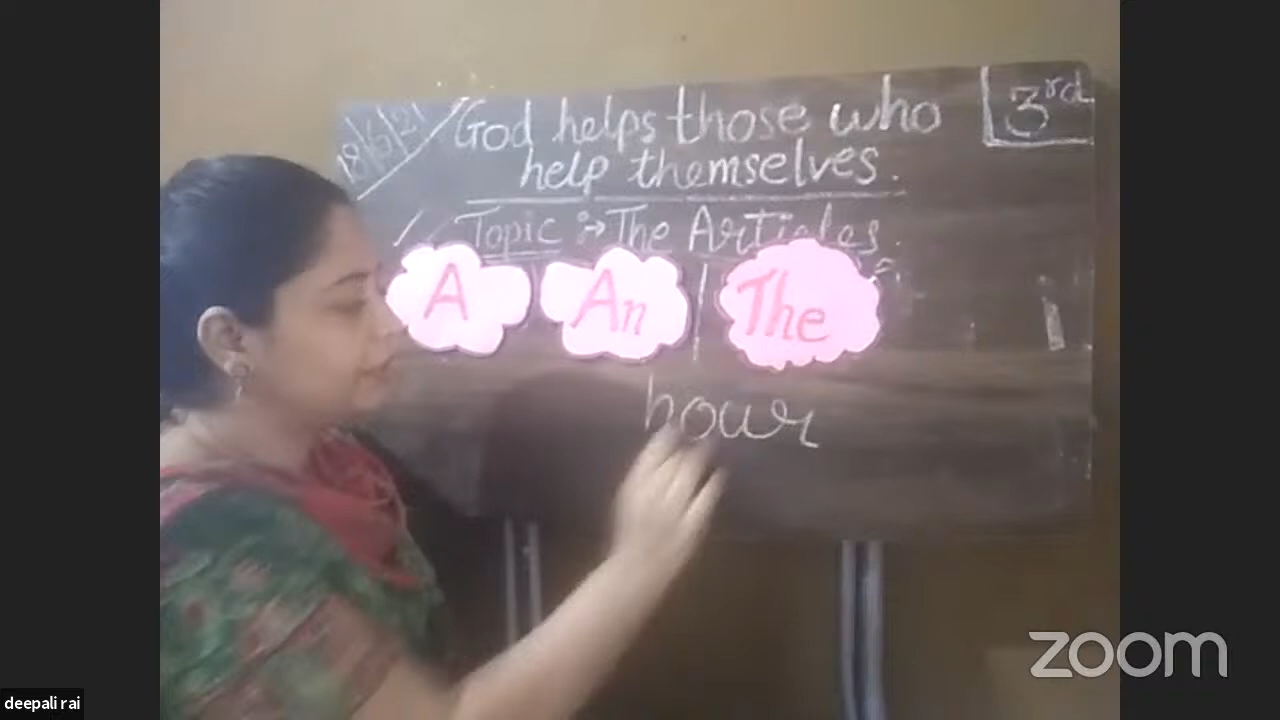 18/6/21
God helps those who
3rd
help themselves.
Topic :→ The Articles.
A
An
The
hour
zoom
deepali rai